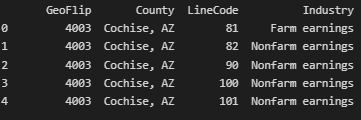 GeoFlip County LineCode Industry
0 4003 Cochise, AZ 81 Farm earnings
1 4003 Cochise, AZ 82 Nonfarm earnings
2 4003 Cochise, AZ 90 Nonfarm earnings
3 4003 Cochise, AZ 100 Nonfarm earnings
4 4003 Cochise, AZ 101 Nonfarm earnings